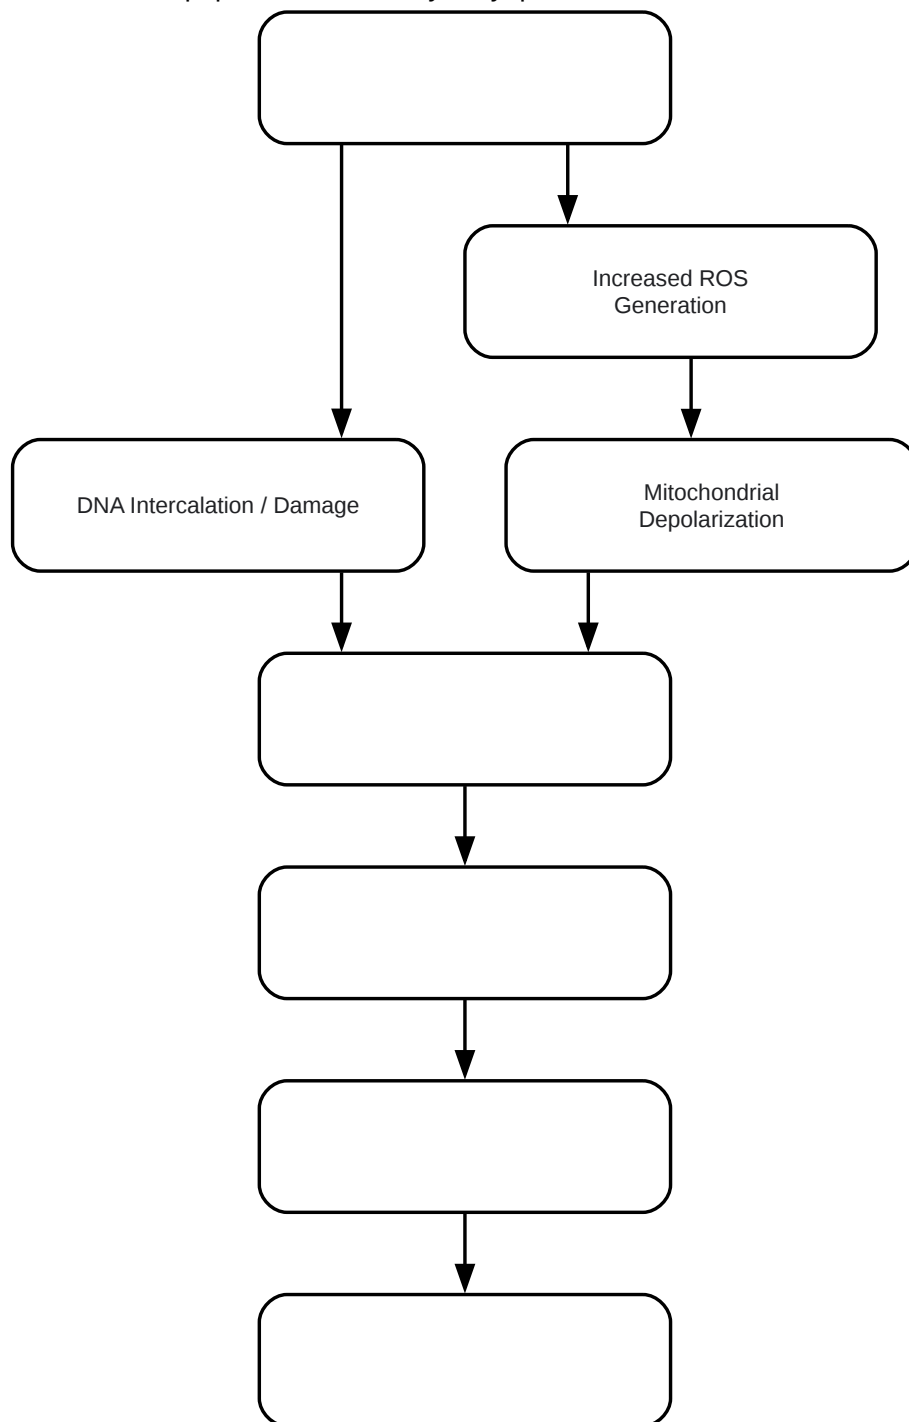 Increased ROS
Generation
DNA Intercalation / Damage
Mitochondrial
Depolarization